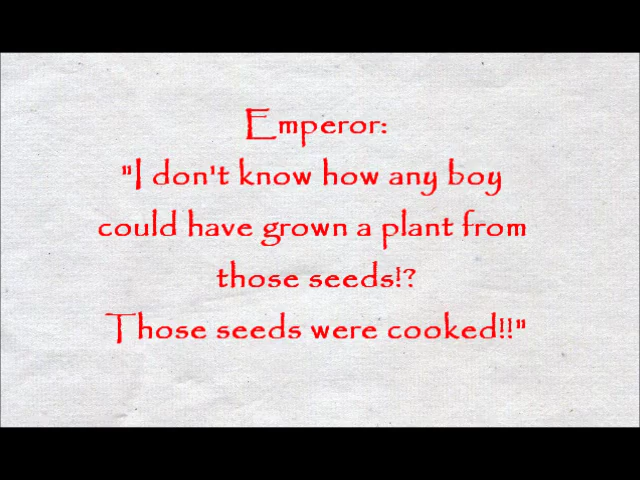 Emperor:
"I don't know how any boy
could have grown a plant from
those seeds!?
Those seeds were cooked!!"